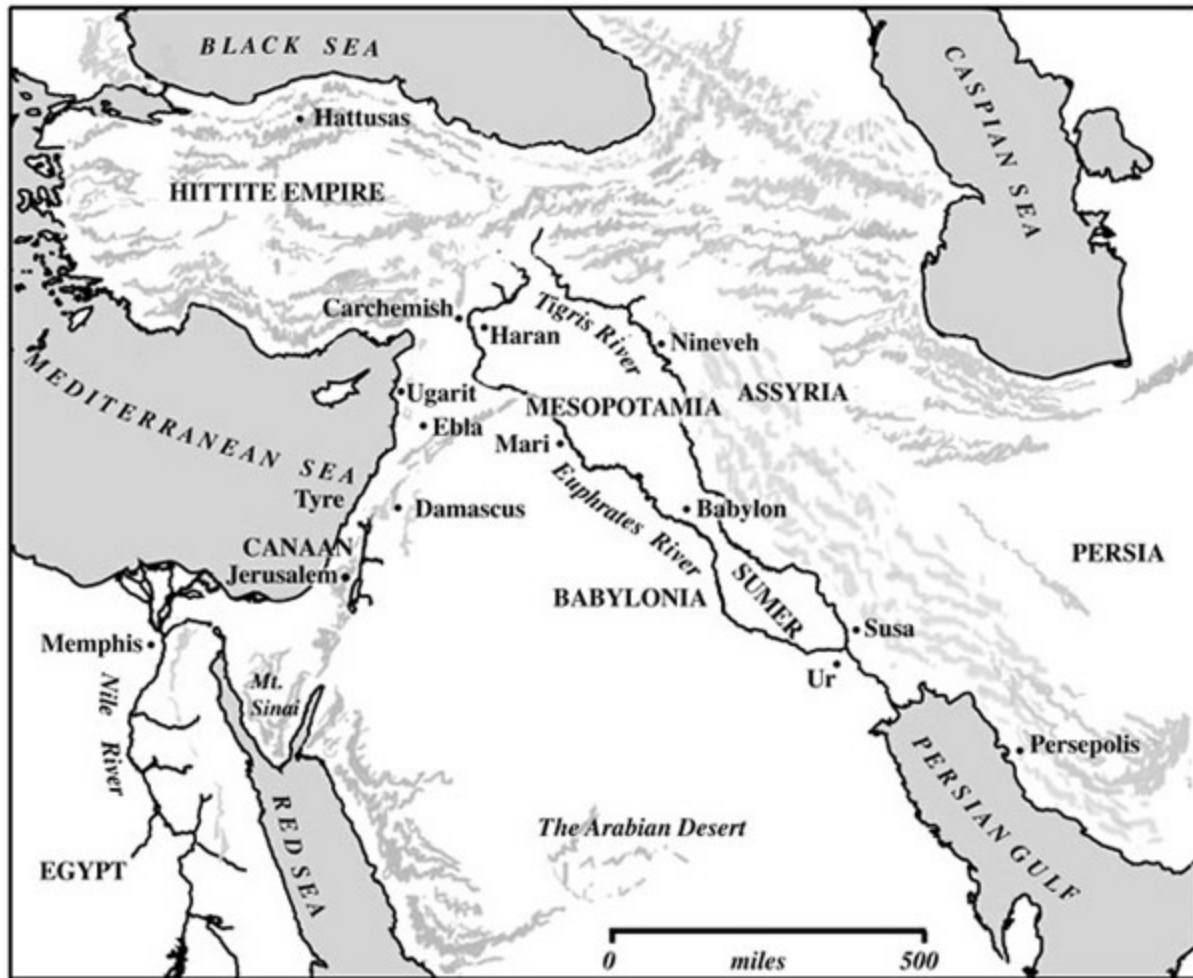 BLACK SEA
CASPIAN SEA
Hattusas
HITTITE EMPIRE
Carchemish
Haran
Tigris River
Nineveh
MEDITERRANEAN SEA
Ugarit
MESOPOTAMIA
ASSYRIA
Ebla
Mari
Euphrates River
Tyre
Damascus
Babylon
CANAAN
Jerusalem
PERSIA
BABYLONIA
SUMER
Susa
Memphis
Ur
Nile River
Mt.
Sinai
Persepolis
PERSIAN GULF
RED SEA
The Arabian Desert
EGYPT
0 miles 500